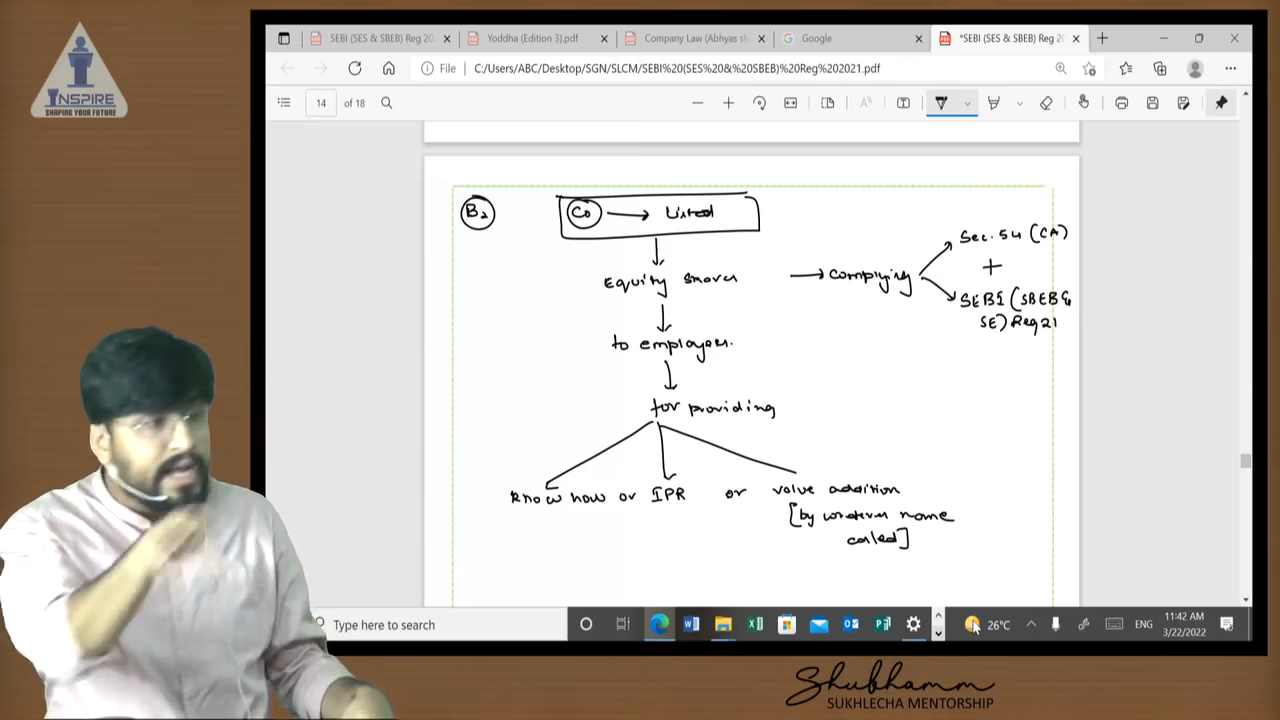 INSPIRE
SHAPING YOUR FUTURE
SEBI (SES & SBEB) Reg 20
Yoddha (Edition 3).pdf
Company Law (Abhyas sh
Google
*SEBI (SES & SBEB) Reg 2
File
C:/Users/ABC/Desktop/SGN/SLCM/SEBI%20(SES%20&%20SBEB)%20Reg%202021.pdf
14 of 18
Co → Listed
Equity shares → complying
Sec. 54 (CA)
+
SEBI (SBEB &
SE) Reg 21
to employees.
for providing
know how or IPR or value addition
[by whatever name
called]
Type here to search
26°C
ENG
11:42 AM
3/22/2022
Shubhamm
SUKHLECHA MENTORSHIP